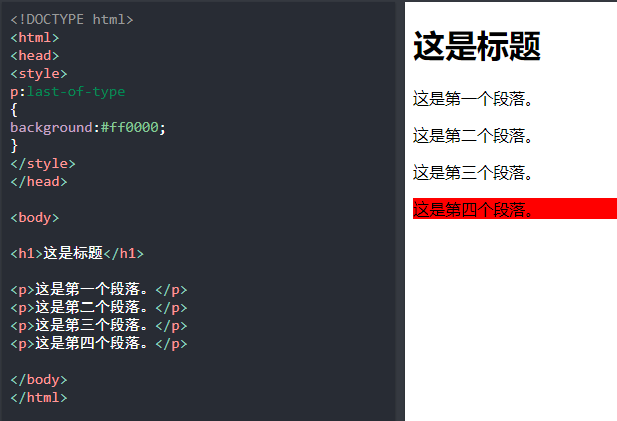 <!DOCTYPE html>
<html>
<head>
<style>
p:last-of-type
{
background:#ff0000;
}
</style>
</head>
<body>
<h1>这是标题</h1>
<p>这是第一个段落。</p>
<p>这是第二个段落。</p>
<p>这是第三个段落。</p>
<p>这是第四个段落。</p>
</body>
</html>
这是标题
这是第一个段落。
这是第二个段落。
这是第三个段落。
这是第四个段落。